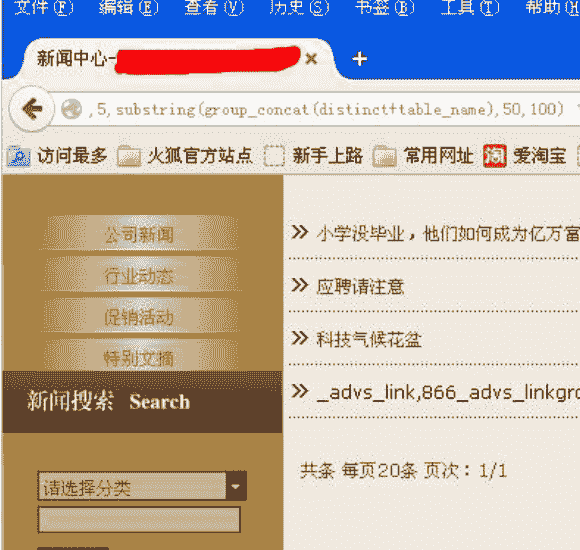 文件(F) 编辑(E) 查看(V) 历史(S) 书签(B) 工具(T) 帮助(H
新闻中心-
,5,substring(group_concat(distinct+table_name),50,100)
访问最多 火狐官方站点 新手上路 常用网址 淘 爱淘宝
公司新闻
行业动态
促销活动
特别文摘
新闻搜索 Search
请选择分类
小学没毕业，他们如何成为亿万富
应聘请注意
科技气候花盆
_advs_link,866_advs_linkgro
共条 每页20条 页次：1/1